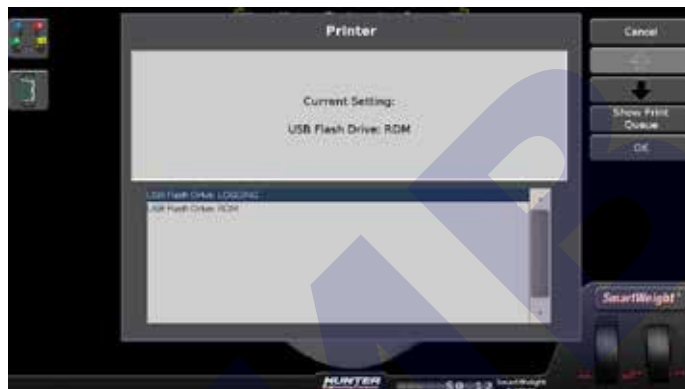 Printer
Cancel
Current Setting:
USB Flash Drive: RDM
Show Print
Queue
OK
USB Flash Drive: LOGGING
USB Flash Drive: RDM
SmartWeight
HUNTER
SmartWeight